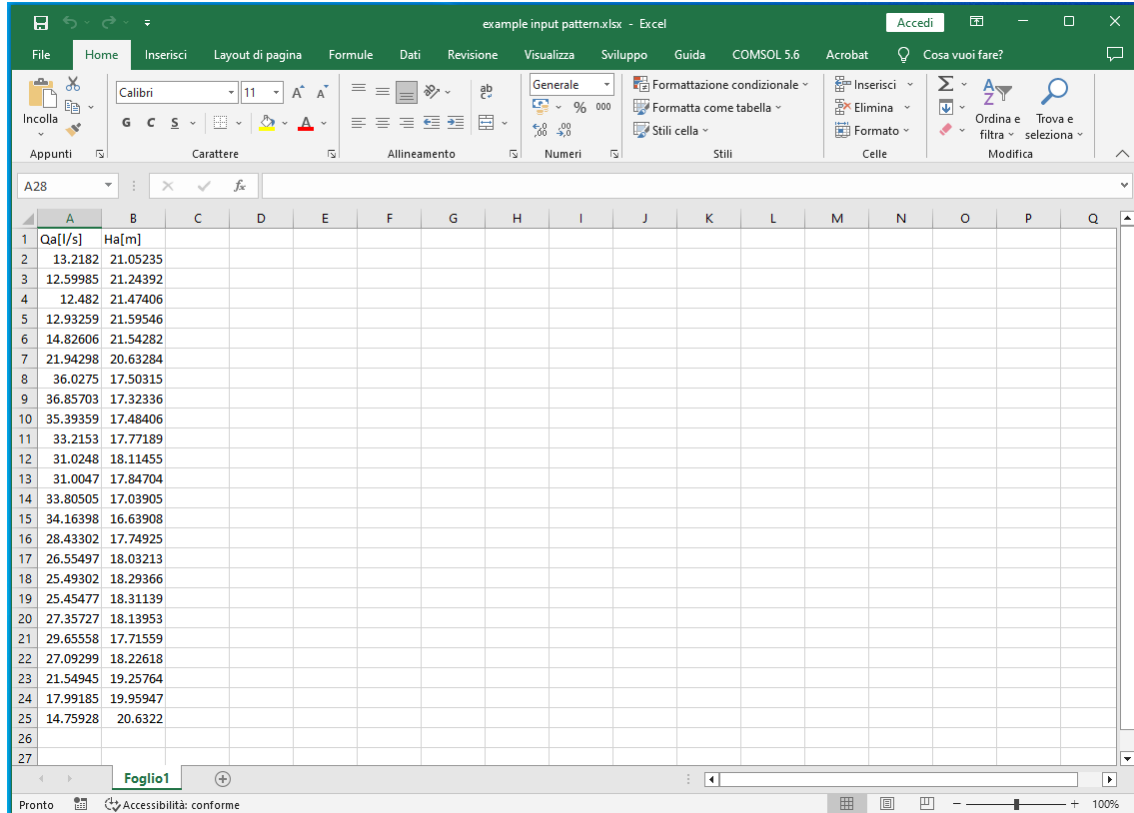 example input pattern.xlsx - Excel
Accedi
File Home Inserisci Layout di pagina Formule Dati Revisione Visualizza Sviluppo Guida COMSOL 5.6 Acrobat Cosa vuoi fare?
Incolla
Calibri 11 A A
G C S A
ab
Generale
% 000
Formattazione condizionale
Formatta come tabella
Stili cella
Inserisci
Elimina
Formato
Ordina e filtra
Trova e seleziona
Appunti Carattere Allineamento Numeri Stili Celle Modifica
A28 fx
A B C D E F G H I J K L M N O P Q
1 Qa[l/s] Ha[m]
2 13.2182 21.05235
3 12.59985 21.24392
4 12.482 21.47406
5 12.93259 21.59546
6 14.82606 21.54282
7 21.94298 20.63284
8 36.0275 17.50315
9 36.85703 17.32336
10 35.39359 17.48406
11 33.2153 17.77189
12 31.0248 18.11455
13 31.0047 17.84704
14 33.80505 17.03905
15 34.16398 16.63908
16 28.43302 17.74925
17 26.55497 18.03213
18 25.49302 18.29366
19 25.45477 18.31139
20 27.35727 18.13953
21 29.65558 17.71559
22 27.09299 18.22618
23 21.54945 19.25764
24 17.99185 19.95947
25 14.75928 20.6322
26
27
Foglio1
Pronto Accessibilità: conforme 100%